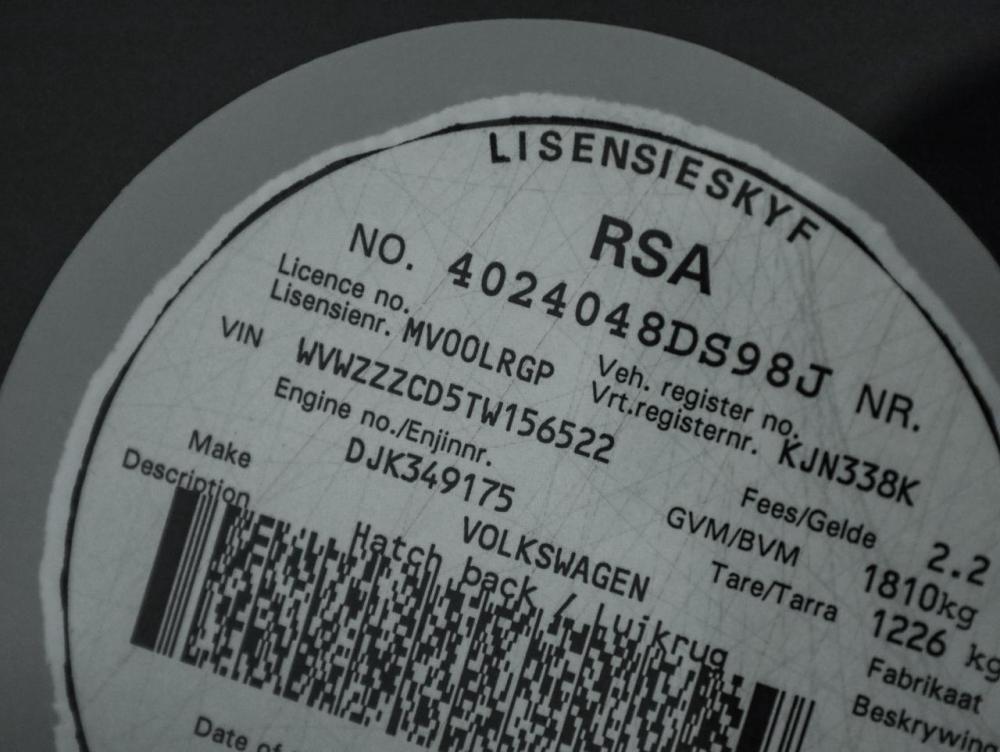 LISENSIEKYF
RSA
NO. 4024048DS98J NR.
Licence no.
Lisensienr. MV00LRGP
Veh. register no.
Vrt.registernr. KJN338K
VIN WVWZZZCD5TW156522
Engine no./Enjinnr.
DJK349175
Fees/Gelde 2.2
GVM/BVM 1810kg
Tare/Tarra 1226 kg
Make VOLKSWAGEN Fabrikaat
Description Hatch back / Luikrug Beskrywing
Date of